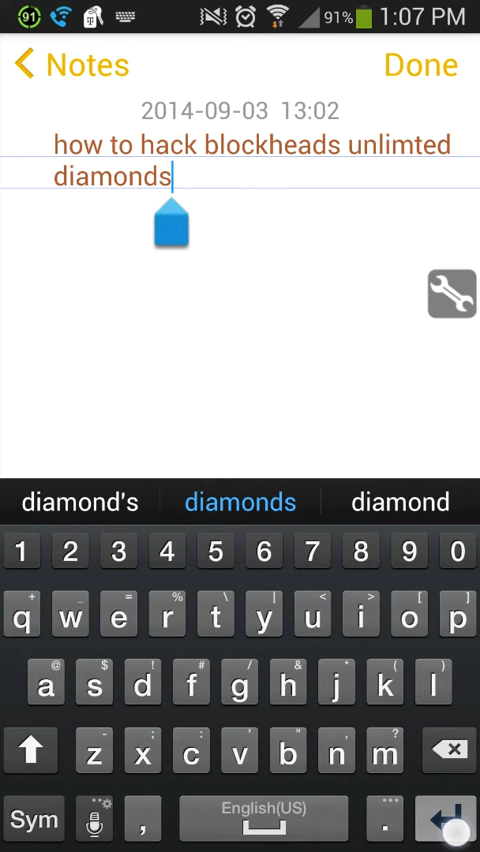 91 91% 1:07 PM
Notes Done
2014-09-03 13:02
how to hack blockheads unlimted
diamonds
diamond's diamonds diamond
1 2 3 4 5 6 7 8 9 0
+ _ = % \ | < > [ ]
q w e r t y u i o p
@ $ ! # / & * ( )
a s d f g h j k l
- ; : ' " ?
z x c v b n m
English(US)
Sym , .